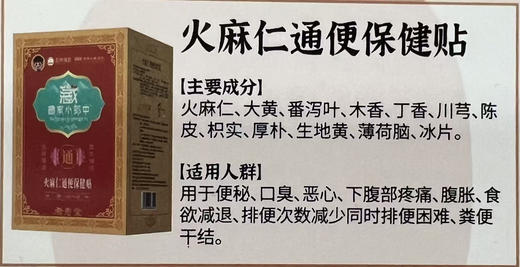 火麻仁通便保健贴
【主要成分】
火麻仁、大黄、番泻叶、木香、丁香、川芎、陈
皮、枳实、厚朴、生地黄、薄荷脑、冰片。
【适用人群】
用于便秘、口臭、恶心、下腹部疼痛、腹胀、食
欲减退、排便次数减少同时排便困难、粪便
干结。
藏
通
火麻仁通便保健贴